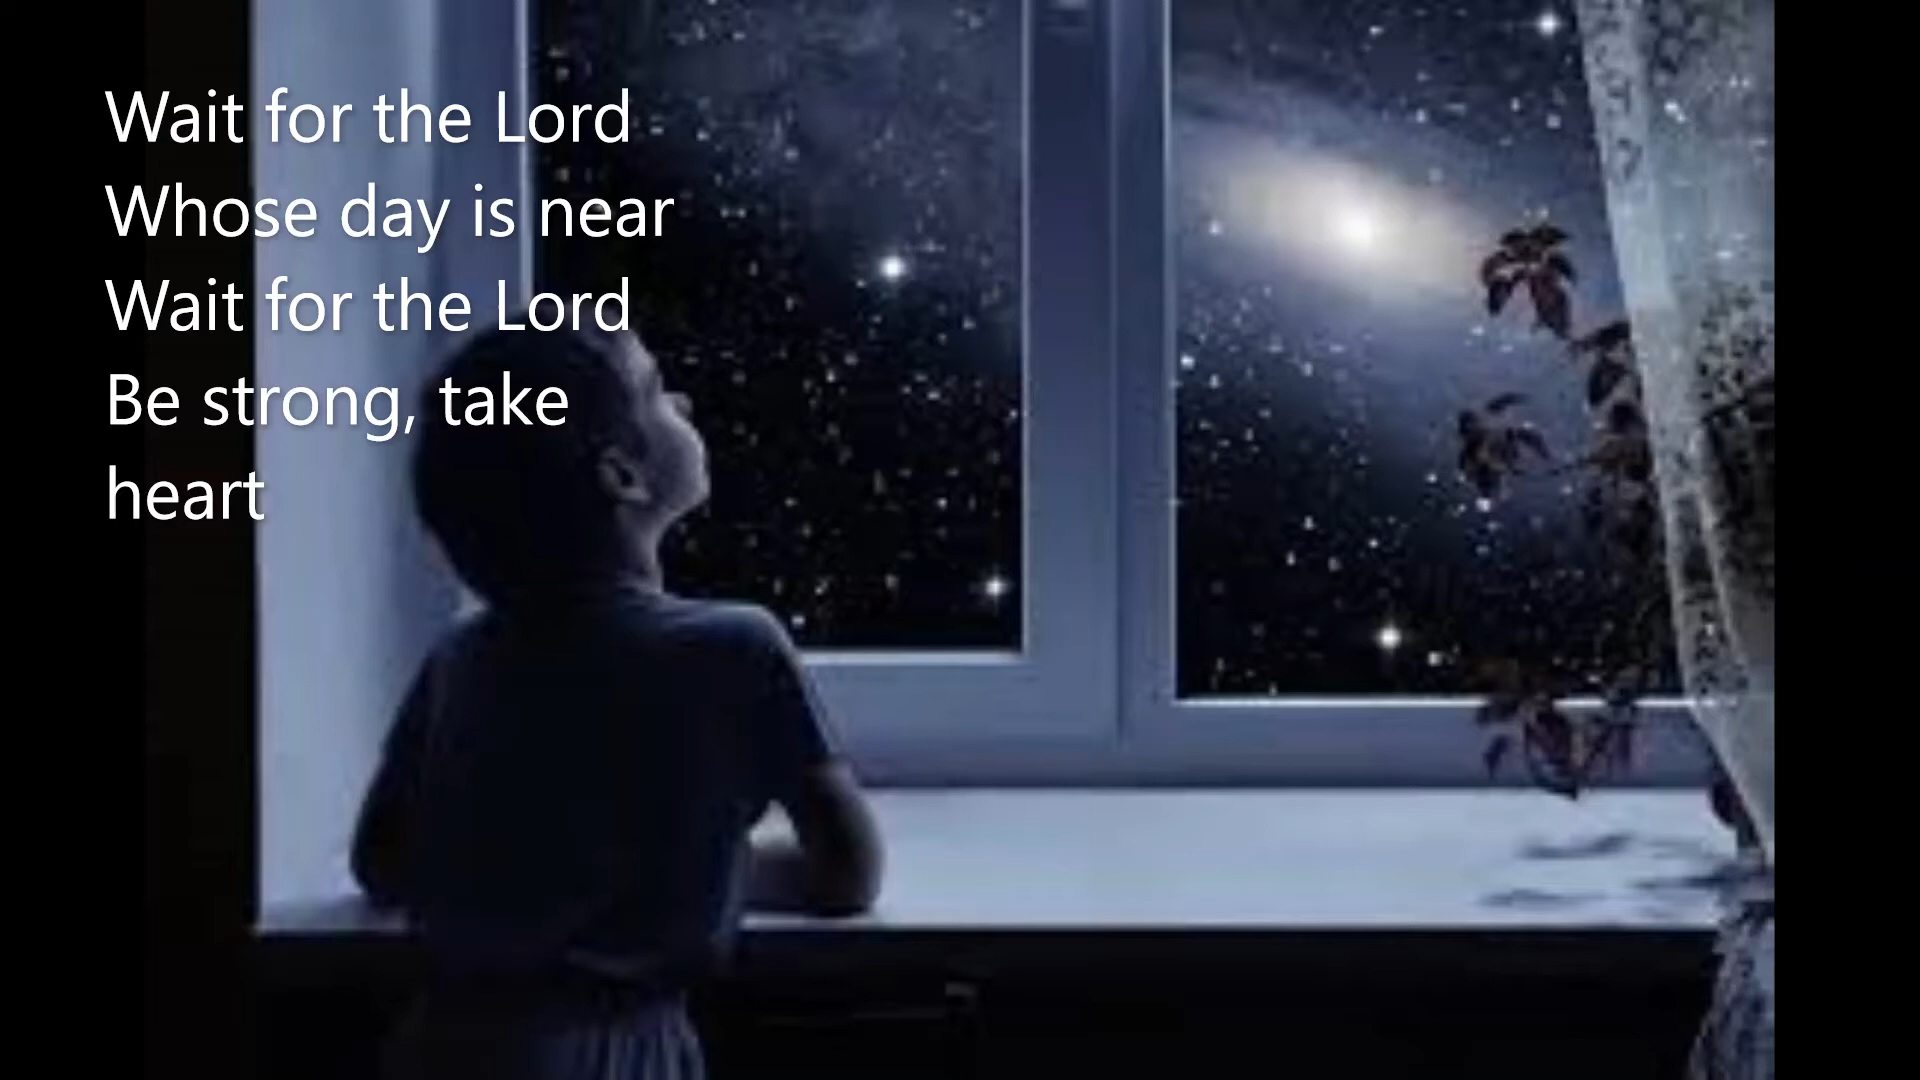 Wait for the Lord
Whose day is near
Wait for the Lord
Be strong, take
heart